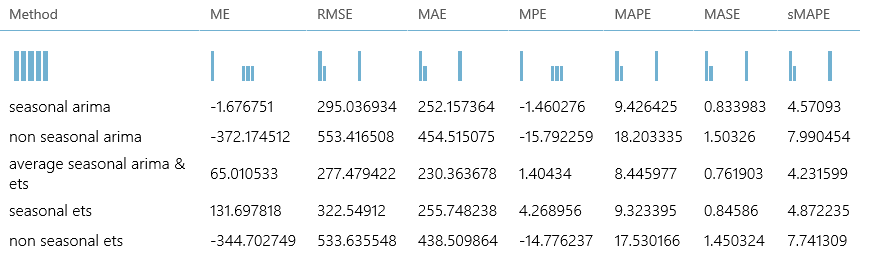 Method ME RMSE MAE MPE MAPE MASE sMAPE
seasonal arima -1.676751 295.036934 252.157364 -1.460276 9.426425 0.833983 4.57093
non seasonal arima -372.174512 553.416508 454.515075 -15.792259 18.203335 1.50326 7.990454
average seasonal arima &
ets 65.010533 277.479422 230.363678 1.40434 8.445977 0.761903 4.231599
seasonal ets 131.697818 322.54912 255.748238 4.268956 9.323395 0.84586 4.872235
non seasonal ets -344.702749 533.635548 438.509864 -14.776237 17.530166 1.450324 7.741309